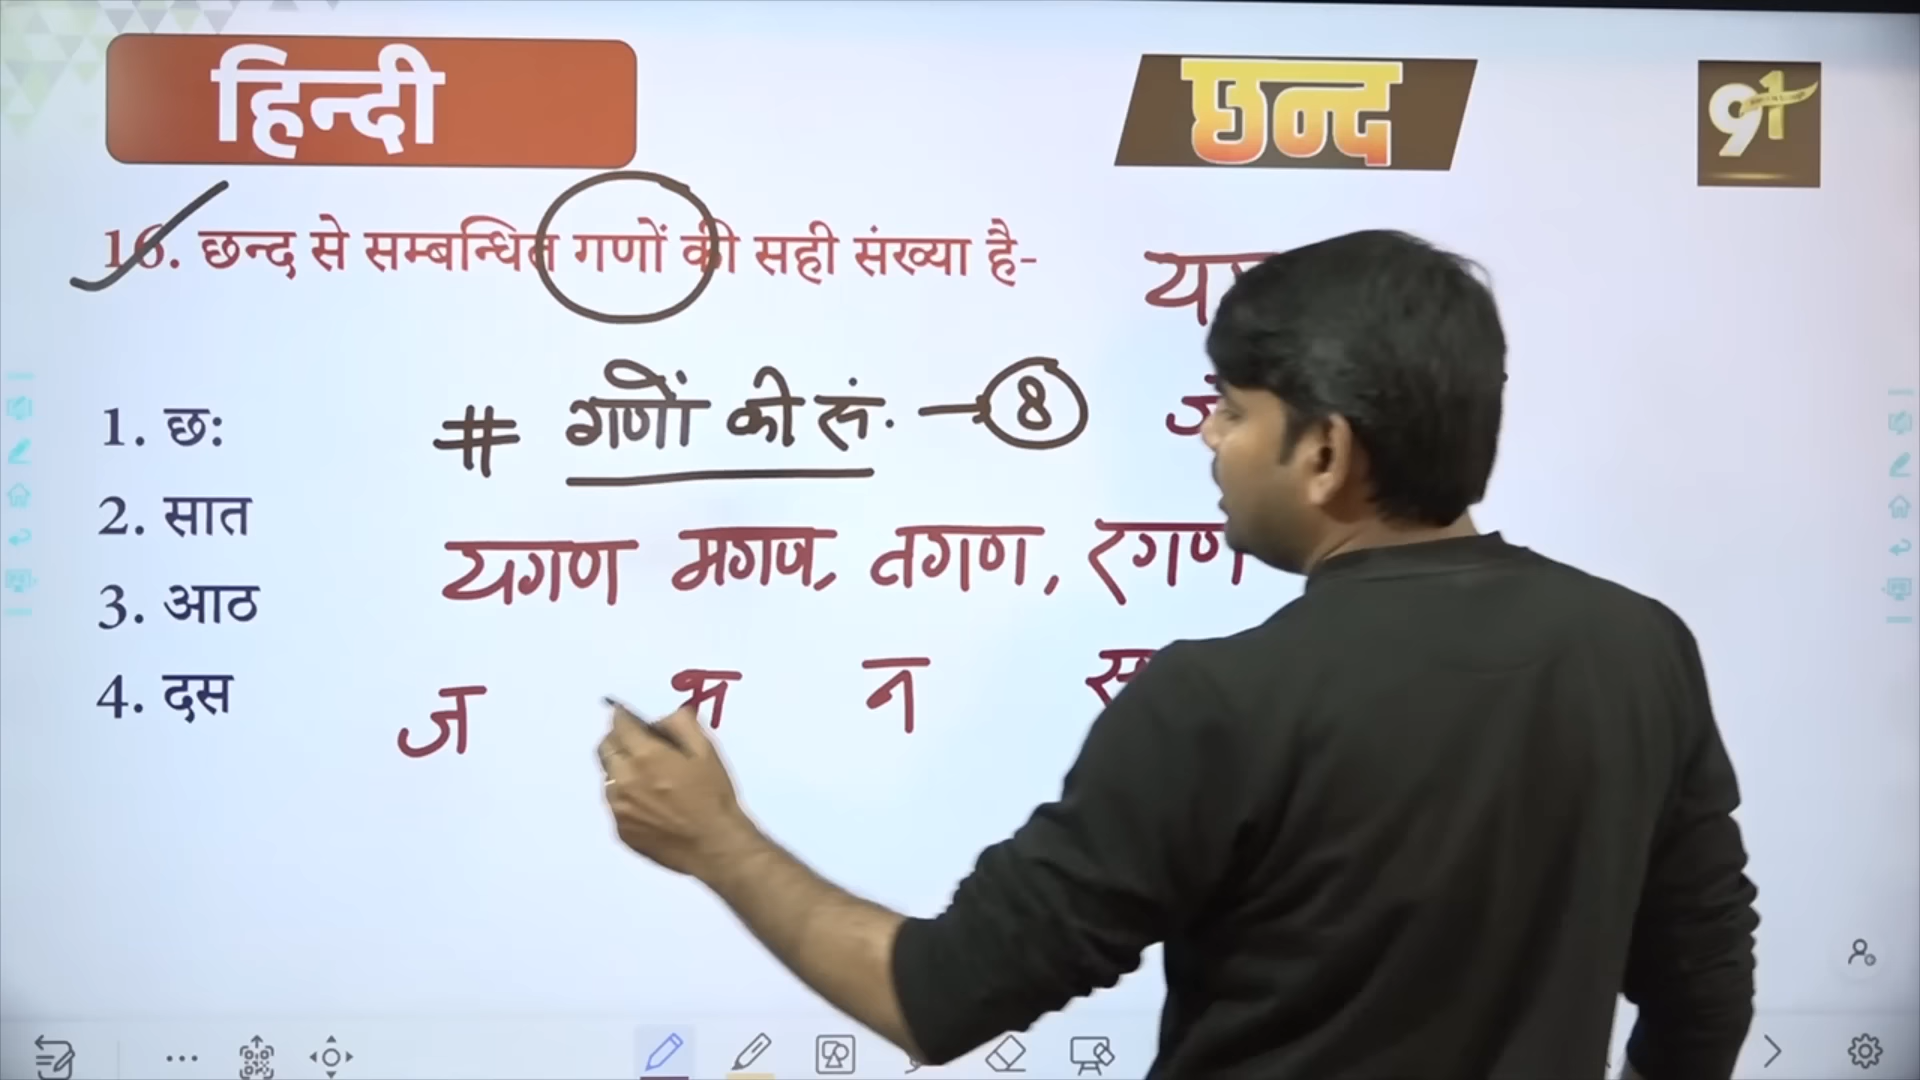 हिन्दी
छन्द
91
16. छन्द से सम्बन्धित गणों की सही संख्या है-
1. छः
# गणों की सं. → 8
2. सात
यगण मगण, तगण, रगण
3. आठ
ज भ न
4. दस